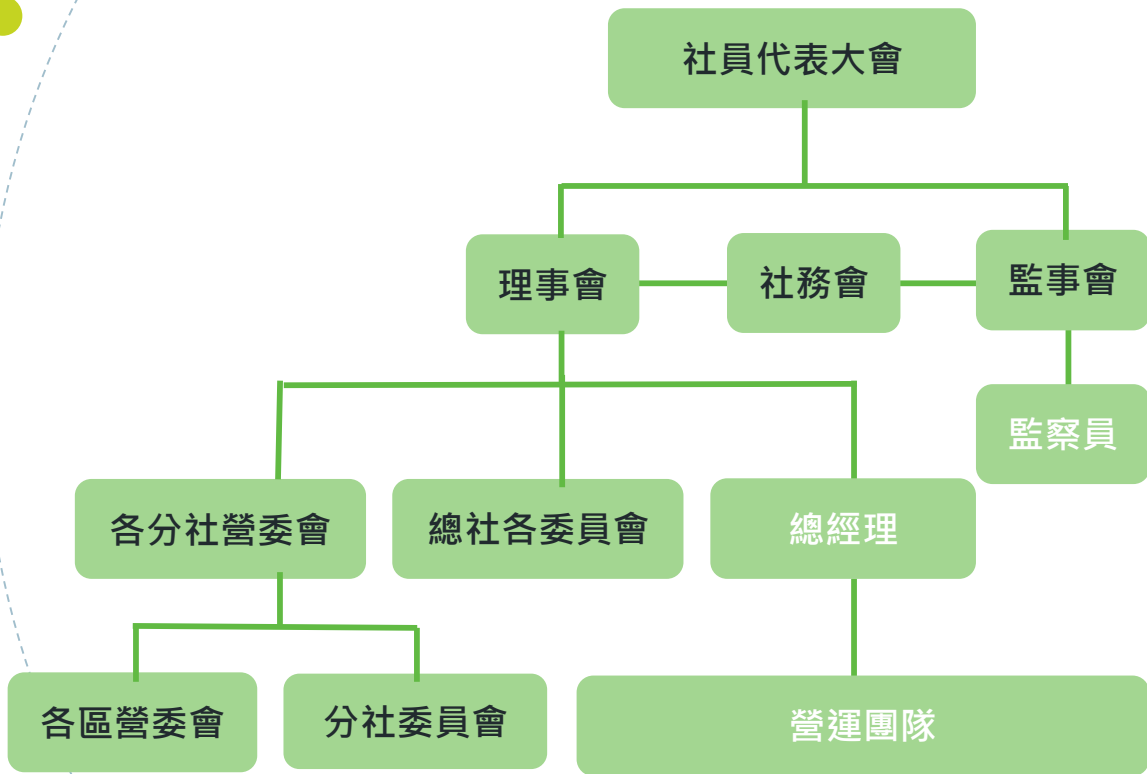 社員代表大會
理事會
社務會
監事會
監察員
各分社營委會
總社各委員會
總經理
各區營委會
分社委員會
營運團隊